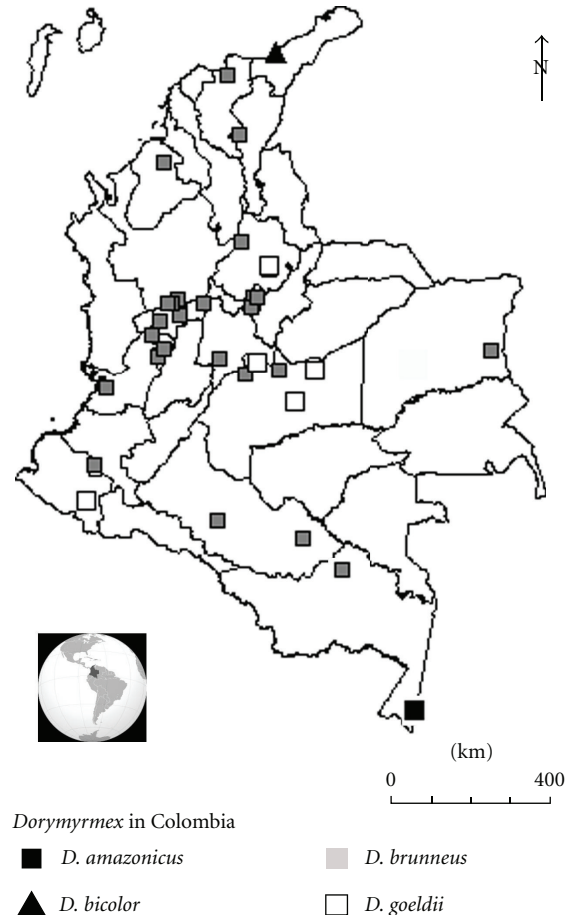 N
(km)
0 400
Dorymyrmex in Colombia
D. amazonicus
D. brunneus
D. bicolor
D. goeldii